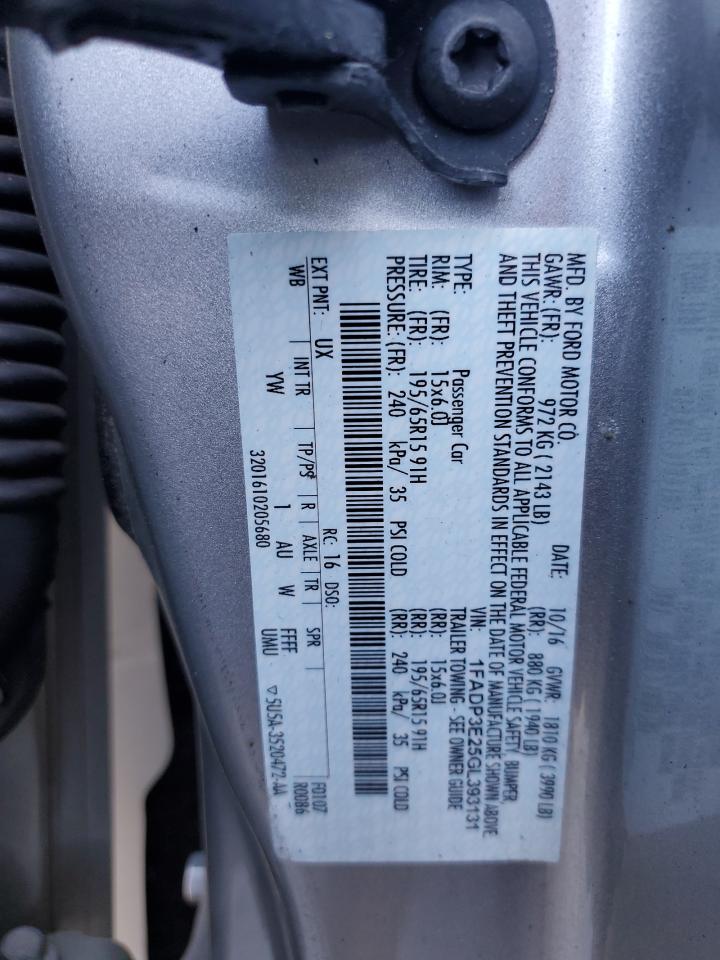 MFD. BY FORD MOTOR CO. DATE: 10/16 GVWR: 1810 KG ( 3990 LB)
GAWR: (FR): 972 KG ( 2143 LB) (RR): 880 KG ( 1940 LB)
THIS VEHICLE CONFORMS TO ALL APPLICABLE FEDERAL MOTOR VEHICLE SAFETY, BUMPER,
AND THEFT PREVENTION STANDARDS IN EFFECT ON THE DATE OF MANUFACTURE SHOWN ABOVE
VIN: 1FADP3E25GL393131
TYPE: Passenger Car TRAILER TOWING - SEE OWNER GUIDE
RIM: (FR): 15x6.0J (RR): 15x6.0J
TIRE: (FR): 195/65R15 91H (RR): 195/65R15 91H
PRESSURE: (FR): 240 kPa/ 35 PSI COLD (RR): 240 kPa/ 35 PSI COLD
EXT PNT: UX RC: 16 DSO: F0107
WB INT TR TP/PS R AXLE TR SPR R0086
YW 1 AU W FFFF ▽5U5A-3520472-AA
3201610205680 UMU